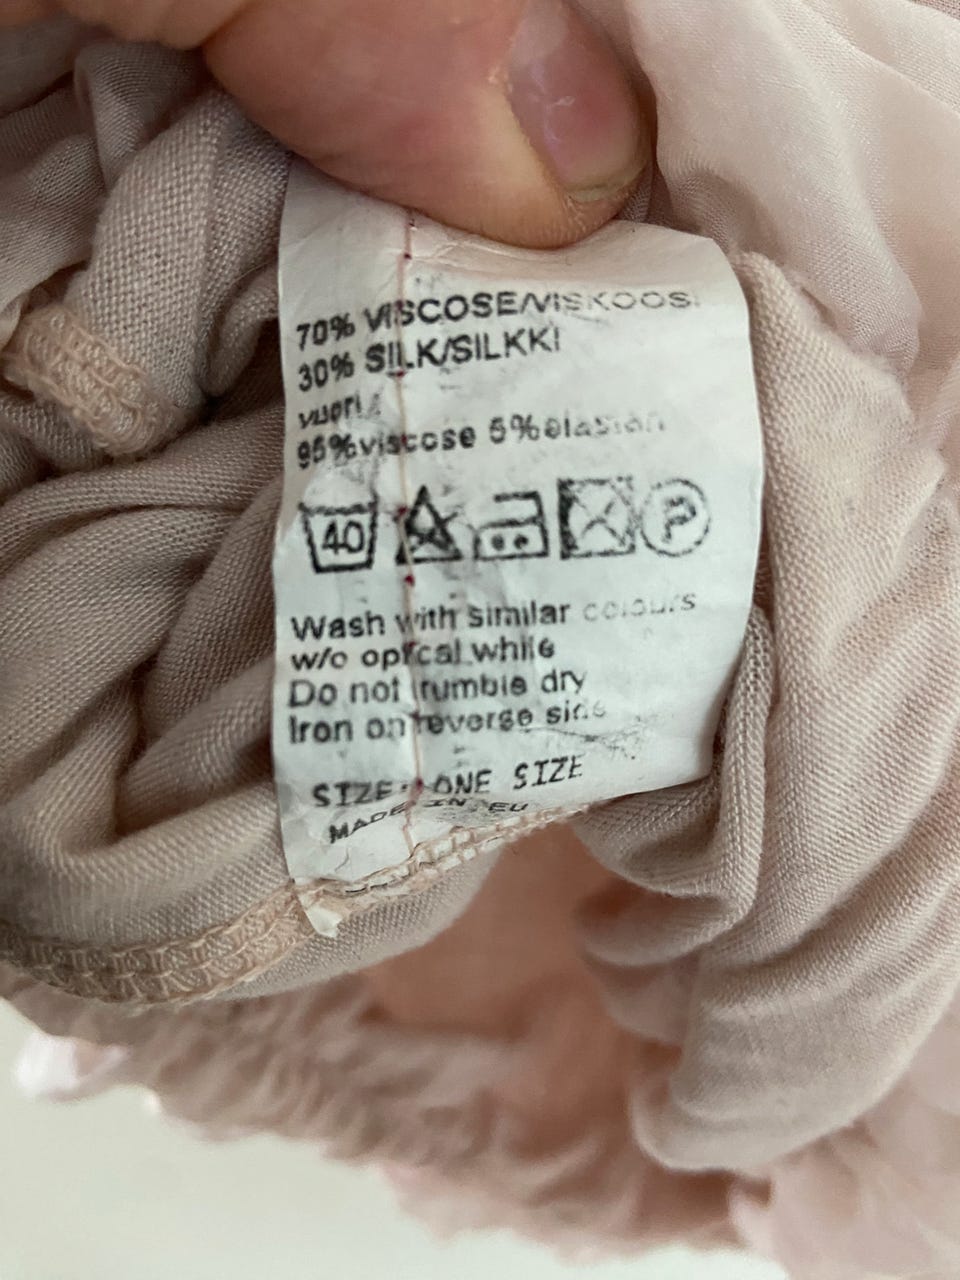 70% VISCOSE/VISKOOSI
30% SILK/SILKKI
vuori
95%viscose 5%elastan
40
P
Wash with similar colours
w/o optical white
Do not tumble dry
Iron on reverse side
SIZE: ONE SIZE
MADE IN EU